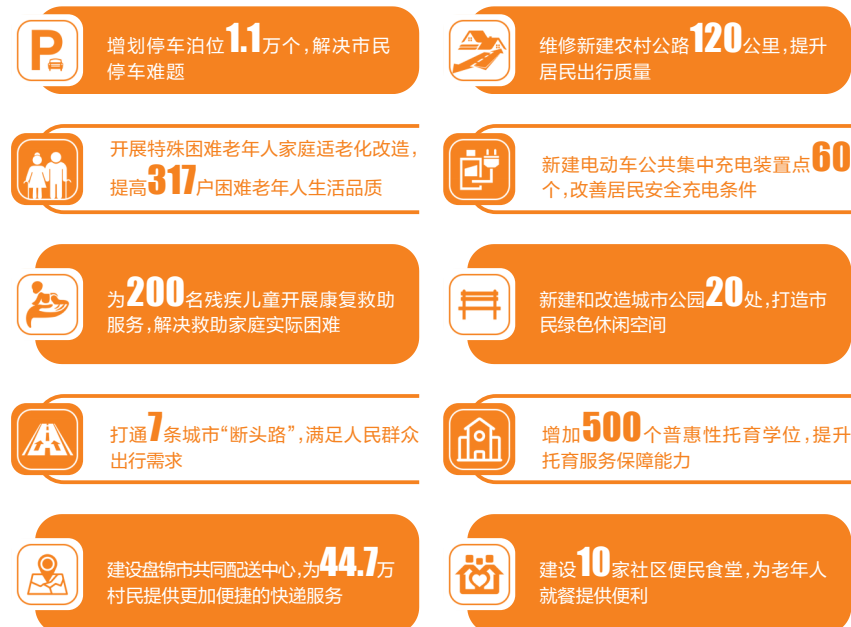 P
增划停车泊位1.1万个,解决市民
停车难题
维修新建农村公路120公里,提升
居民出行质量
开展特殊困难老年人家庭适老化改造,
提高317户困难老年人生活品质
新建电动车公共集中充电装置点60
个,改善居民安全充电条件
为200名残疾儿童开展康复救助
服务,解决救助家庭实际困难
新建和改造城市公园20处,打造市
民绿色休闲空间
打通7条城市“断头路”,满足人民群众
出行需求
增加500个普惠性托育学位,提升
托育服务保障能力
建设盘锦市共同配送中心,为44.7万
村民提供更加便捷的快递服务
建设10家社区便民食堂,为老年人
就餐提供便利